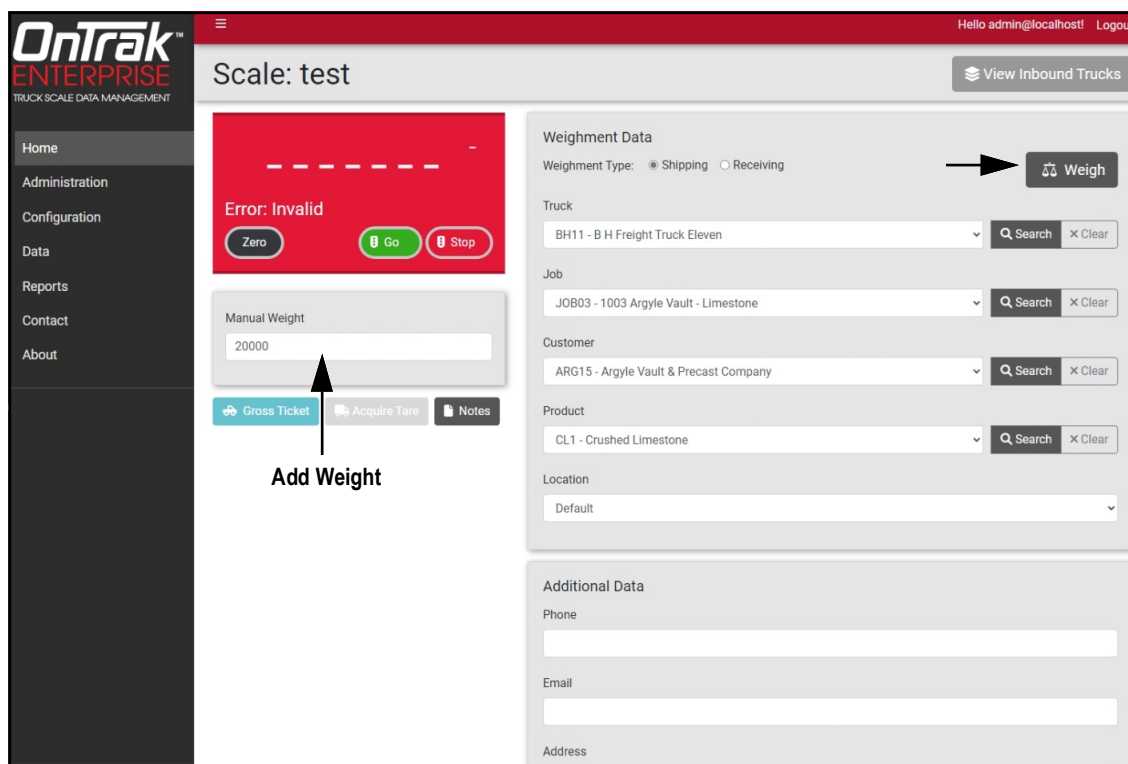 OnTrak™
ENTERPRISE
TRUCK SCALE DATA MANAGEMENT
Hello admin@localhost! Logou
Scale: test
View Inbound Trucks
Home
Administration
Configuration
Data
Reports
Contact
About
- - - - - - - -
Error: Invalid
Zero Go Stop
Manual Weight
20000
Gross Ticket Acquire Tare Notes
Add Weight
Weighment Data
Weighment Type: Shipping Receiving
Weigh
Truck
BH11 - B H Freight Truck Eleven Search × Clear
Job
JOB03 - 1003 Argyle Vault - Limestone Search × Clear
Customer
ARG15 - Argyle Vault & Precast Company Search × Clear
Product
CL1 - Crushed Limestone Search × Clear
Location
Default
Additional Data
Phone
Email
Address